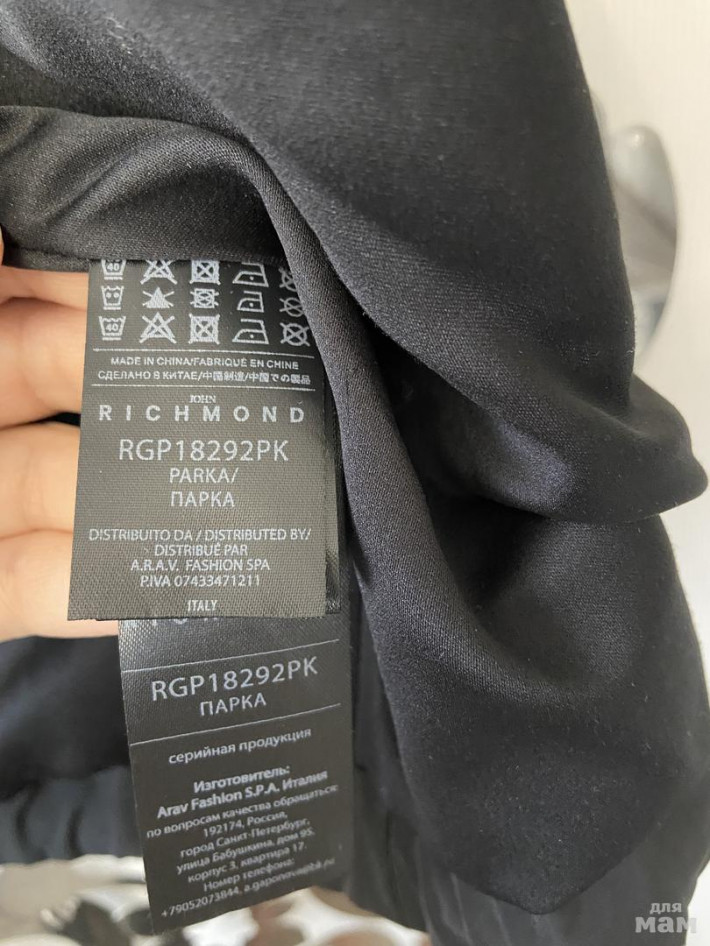 40
40
MADE IN CHINA/FABRIQUÉ EN CHINE
СДЕЛАНО В КИТАЕ/中国制造/中国での製品
JOHN
RICHMOND
RGP18292PK
PARKA/
ПАРКА
DISTRIBUITO DA / DISTRIBUTED BY/
DISTRIBUÉ PAR
A.R.A.V. FASHION SPA
P.IVA 07433471211
ITALY
RGP18292PK
ПАРКА
серийная продукция
Изготовитель:
Arav Fashion S.P.A. Италия
по вопросам качества обращаться:
192174, Россия,
город Санкт-Петербург,
улица Бабушкина, дом 95,
корпус 3, квартира 17.
Номер телефона:
+79052073844,
для
мам